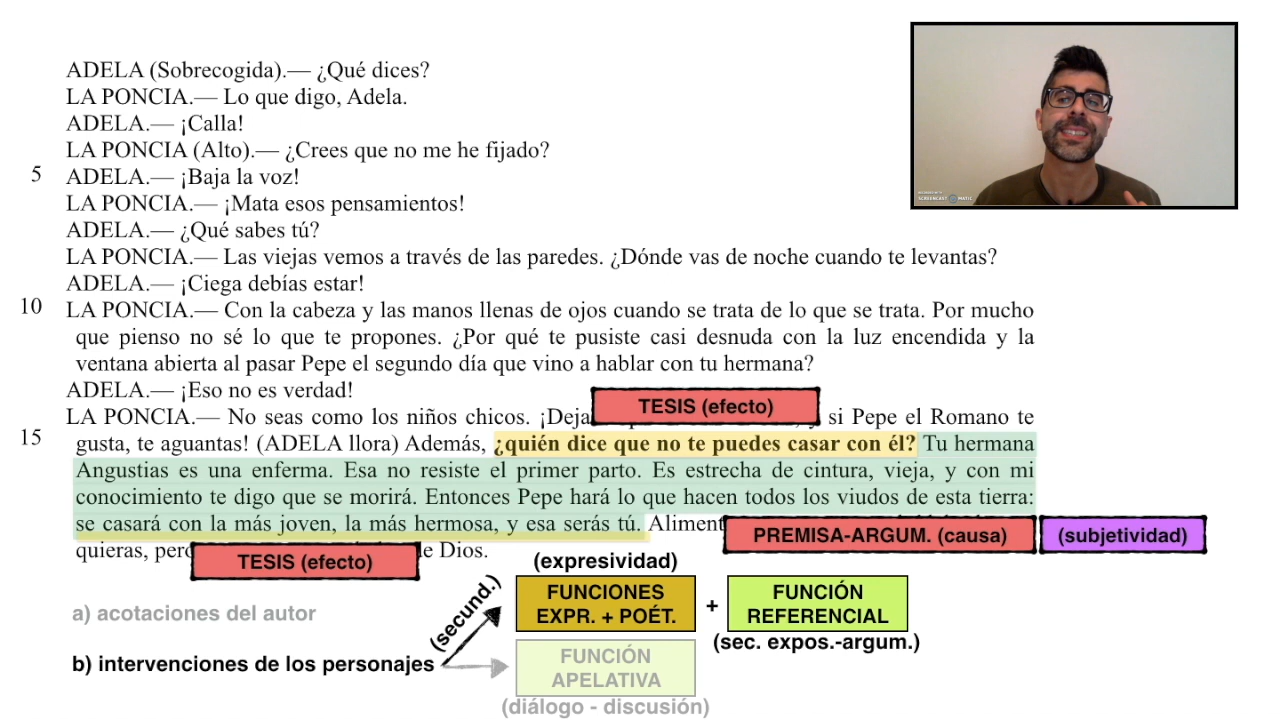 ADELA (Sobrecogida).— ¿Qué dices?
LA PONCIA.— Lo que digo, Adela.
ADELA.— ¡Calla!
LA PONCIA (Alto).— ¿Crees que no me he fijado?
5 ADELA.— ¡Baja la voz!
LA PONCIA.— ¡Mata esos pensamientos!
ADELA.— ¿Qué sabes tú?
LA PONCIA.— Las viejas vemos a través de las paredes. ¿Dónde vas de noche cuando te levantas?
ADELA.— ¡Ciega debías estar!
10 LA PONCIA.— Con la cabeza y las manos llenas de ojos cuando se trata de lo que se trata. Por mucho
que pienso no sé lo que te propones. ¿Por qué te pusiste casi desnuda con la luz encendida y la
ventana abierta al pasar Pepe el segundo día que vino a hablar con tu hermana?
ADELA.— ¡Eso no es verdad!
LA PONCIA.— No seas como los niños chicos. ¡Deja
TESIS (efecto)
si Pepe el Romano te
15 gusta, te aguantas! (ADELA llora) Además, ¿quién dice que no te puedes casar con él? Tu hermana
Angustias es una enferma. Esa no resiste el primer parto. Es estrecha de cintura, vieja, y con mi
conocimiento te digo que se morirá. Entonces Pepe hará lo que hacen todos los viudos de esta tierra:
se casará con la más joven, la más hermosa, y esa serás tú. Aliment
PREMISA-ARGUM. (causa)
(subjetividad)
quieras, pero
TESIS (efecto)
e Dios.
(expresividad)
a) acotaciones del autor
b) intervenciones de los personajes
(secund.)
FUNCIONES
EXPR. + POÉT.
+
FUNCIÓN
REFERENCIAL
(sec. expos.-argum.)
FUNCIÓN
APELATIVA
(diálogo - discusión)
SCREENCAST MATIC